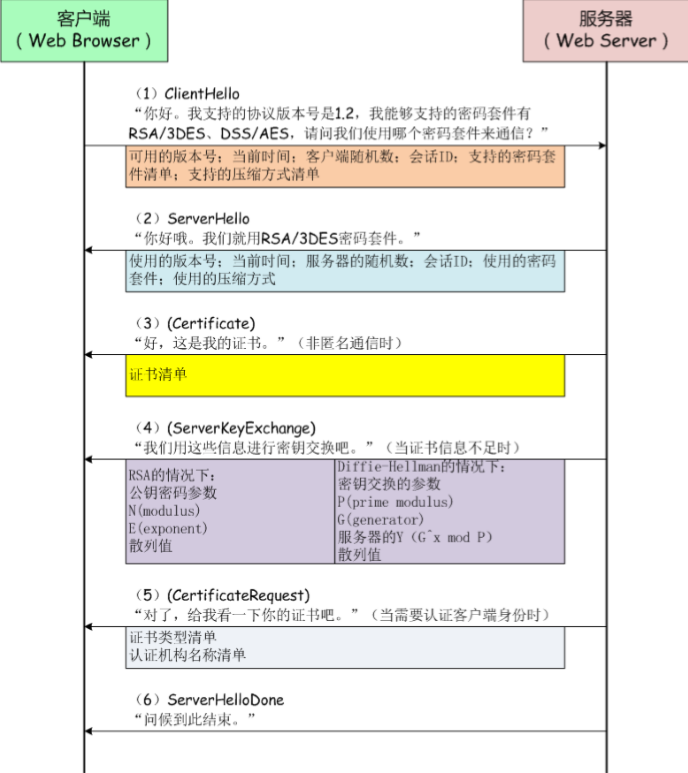 客户端
（Web Browser）
服务器
（Web Server）
（1）ClientHello
“你好。我支持的协议版本号是1.2，我能够支持的密码套件有
RSA/3DES、DSS/AES，请问我们使用哪个密码套件来通信？”
可用的版本号；当前时间；客户端随机数；会话ID；支持的密码套
件清单；支持的压缩方式清单
（2）ServerHello
“你好哦。我们就用RSA/3DES密码套件。”
使用的版本号；当前时间；服务器的随机数；会话ID；使用的密码
套件；使用的压缩方式
（3）(Certificate)
“好，这是我的证书。”（非匿名通信时）
证书清单
（4）(ServerKeyExchange)
“我们用这些信息进行密钥交换吧。”（当证书信息不足时）
RSA的情况下：
公钥密码参数
N(modulus)
E(exponent)
散列值
Diffie-Hellman的情况下：
密钥交换的参数
P(prime modulus)
G(generator)
服务器的Y（G^x mod P）
散列值
（5）(CertificateRequest)
“对了，给我看一下你的证书吧。”（当需要认证客户端身份时）
证书类型清单
认证机构名称清单
（6）ServerHelloDone
“问候到此结束。”